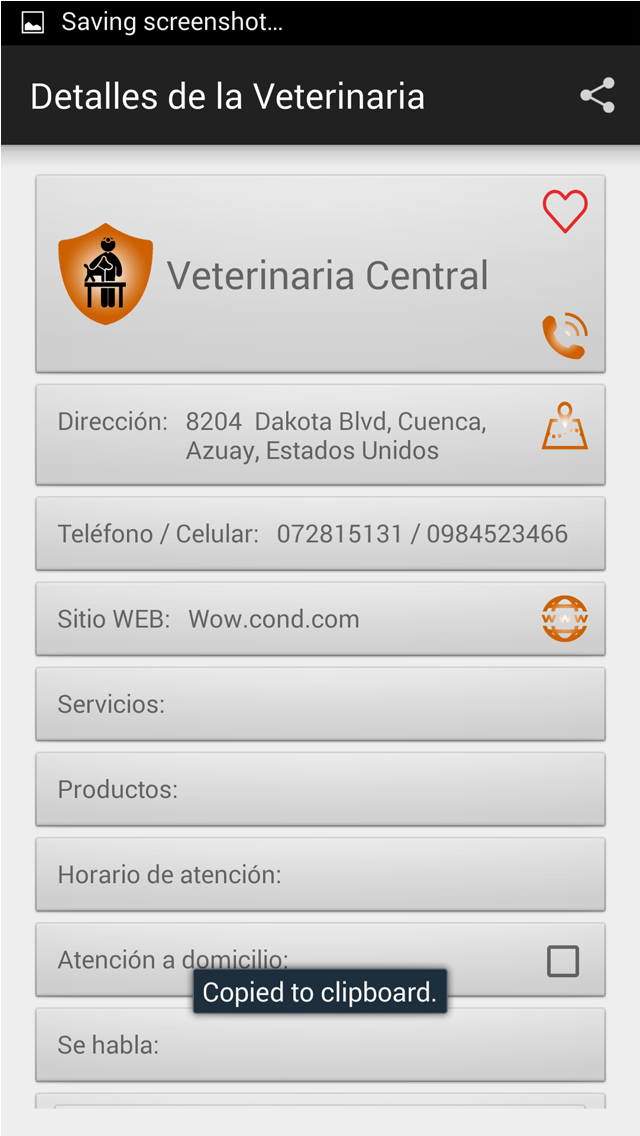 Saving screenshot...
Detalles de la Veterinaria
Veterinaria Central
Dirección: 8204 Dakota Blvd, Cuenca,
Azuay, Estados Unidos
Teléfono / Celular: 072815131 / 0984523466
Sitio WEB: Wow.cond.com
WWW
Servicios:
Productos:
Horario de atención:
Atención a domicilio:
Copied to clipboard.
Se habla: